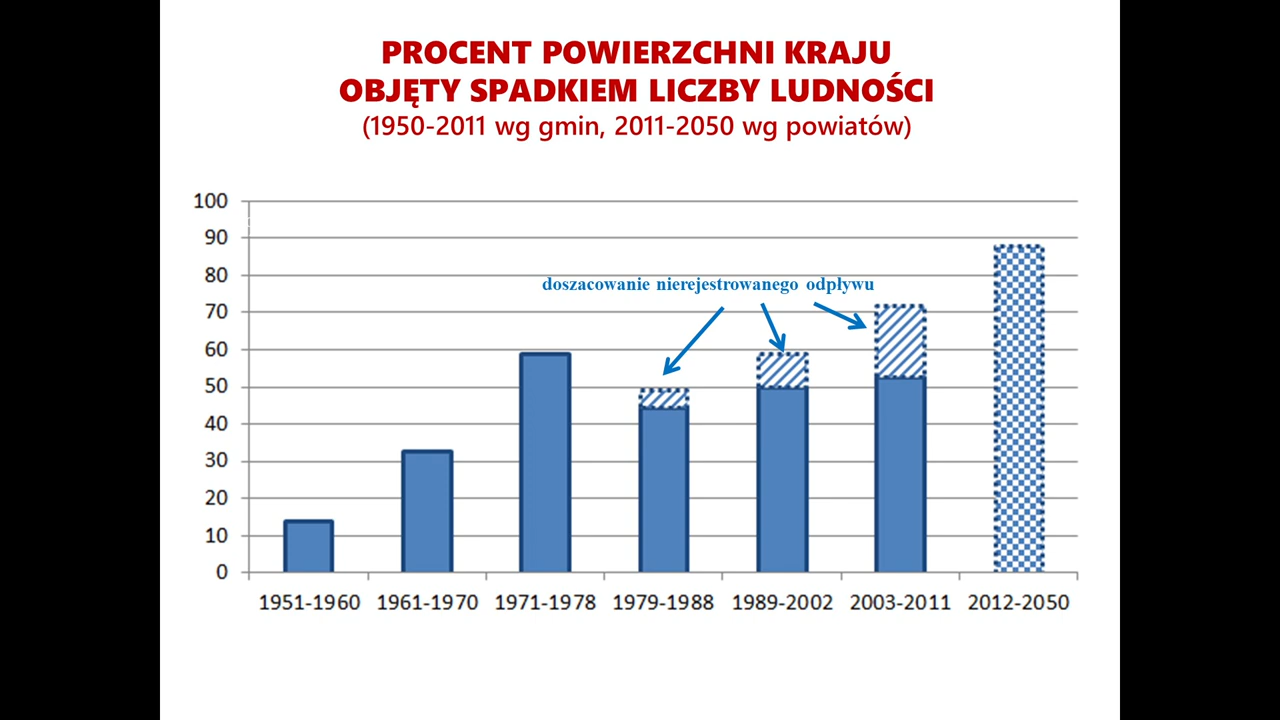 PROCENT POWIERZCHNI KRAJU
OBJĘTY SPADKIEM LICZBY LUDNOŚCI
(1950-2011 wg gmin, 2011-2050 wg powiatów)
100
90
80
doszacowanie nierejestrowanego odpływu
70
60
50
40
30
20
10
0
1951-1960 1961-1970 1971-1978 1979-1988 1989-2002 2003-2011 2012-2050